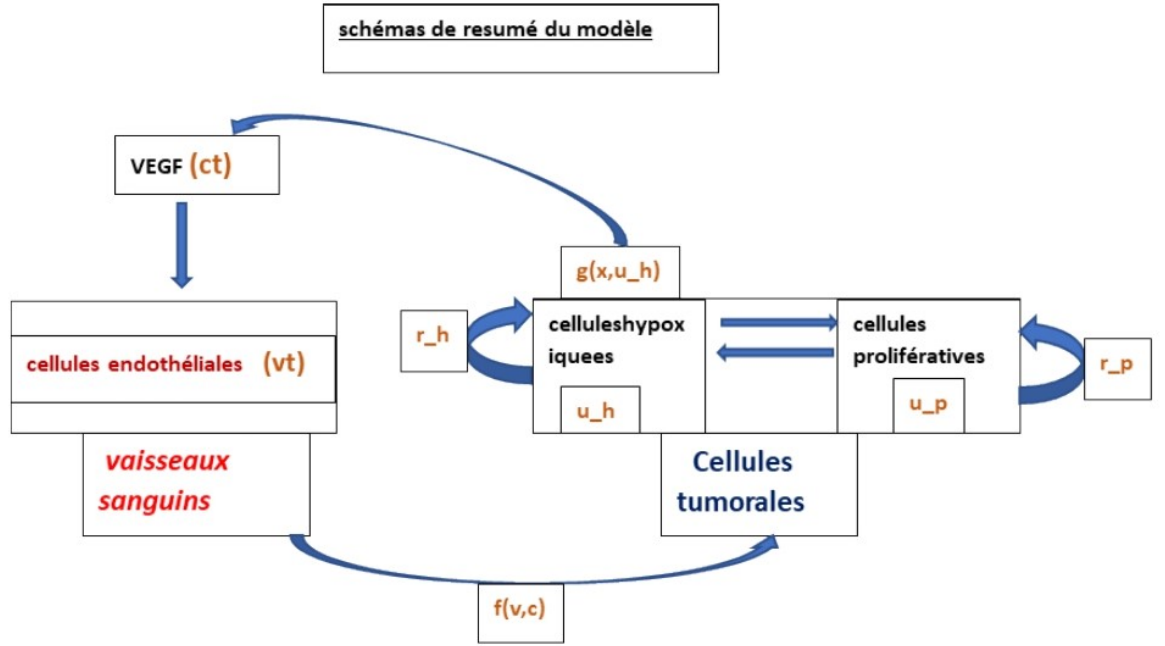 schémas de resumé du modèle
VEGF (ct)
g(x,u_h)
r_h
celluleshypox
iquees
u_h
cellules
prolifératives
u_p
r_p
cellules endothéliales (vt)
vaisseaux
sanguins
Cellules
tumorales
f(v,c)